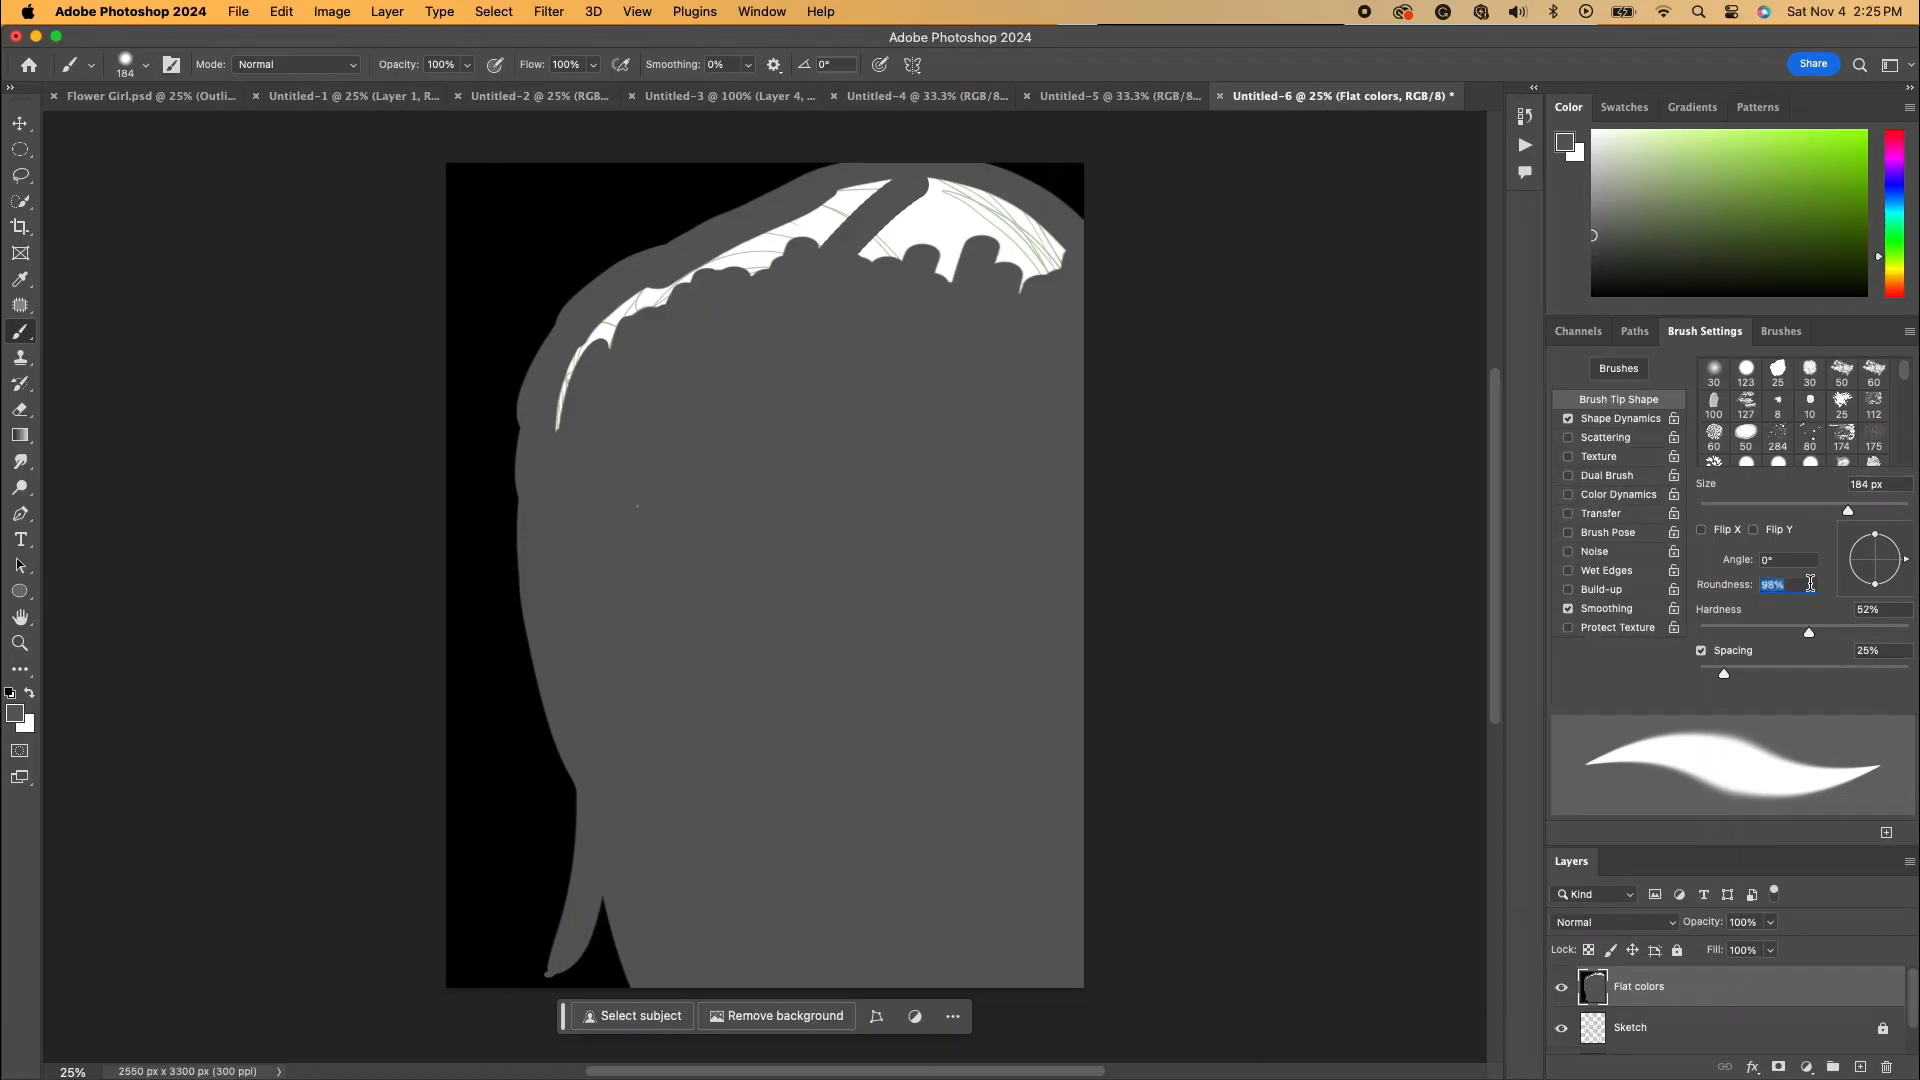 Adobe Photoshop 2024 File Edit Image Layer Type Select Filter 3D View Plugins Window Help Sat Nov 4 2:25 PM
Adobe Photoshop 2024
184 Mode: Normal Opacity: 100% Flow: 100% Smoothing: 0% 0° Share
Flower Girl.psd @ 25% (Outli... Untitled-1 @ 25% (Layer 1, R... Untitled-2 @ 25% (RGB... Untitled-3 @ 100% (Layer 4, ... Untitled-4 @ 33.3% (RGB/8... Untitled-5 @ 33.3% (RGB/8... Untitled-6 @ 25% (Flat colors, RGB/8) *
Color Swatches Gradients Patterns
Channels Paths Brush Settings Brushes
Brushes
30 123 25 30 50 60
Brush Tip Shape
100 127 8 10 25 112
Shape Dynamics
Scattering
60 50 284 80 174 175
Texture
Dual Brush
Size 184 px
Color Dynamics
Transfer
Flip X Flip Y
Brush Pose
Noise
Angle: 0°
Wet Edges
Roundness: 98%
Build-up
Hardness 52%
Smoothing
Protect Texture
Spacing 25%
Layers
Kind
Normal Opacity: 100%
Lock: Fill: 100%
Flat colors
Sketch
Select subject Remove background
25% 2550 px x 3300 px (300 ppi)